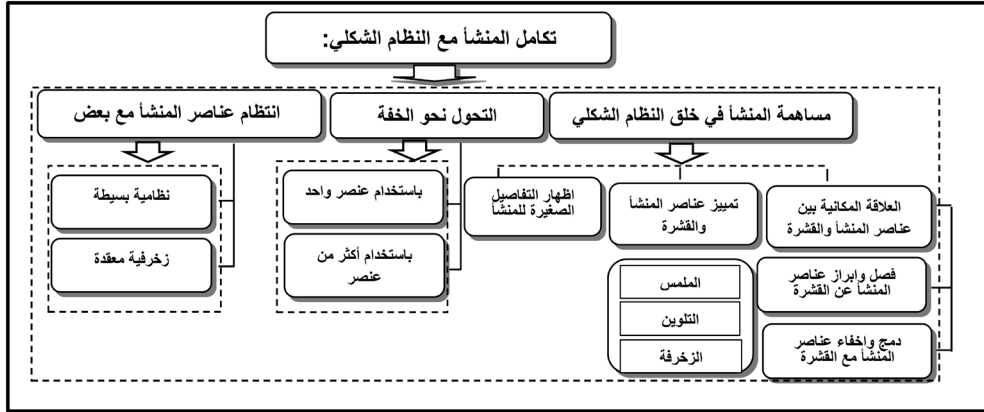 تكامل المنشأ مع النظام الشكلي:
مساهمة المنشأ في خلق النظام الشكلي
التحول نحو الخفة
انتظام عناصر المنشأ مع بعض
العلاقة المكانية بين
عناصر المنشأ والقشرة
فصل وابراز عناصر
المنشأ عن القشرة
دمج واخفاء عناصر
المنشأ مع القشرة
تمييز عناصر المنشأ
والقشرة
الملمس
التلوين
الزخرفة
اظهار التفاصيل
الصغيرة للمنشأ
باستخدام عنصر واحد
باستخدام أكثر من
عنصر
نظامية بسيطة
زخرفية معقدة